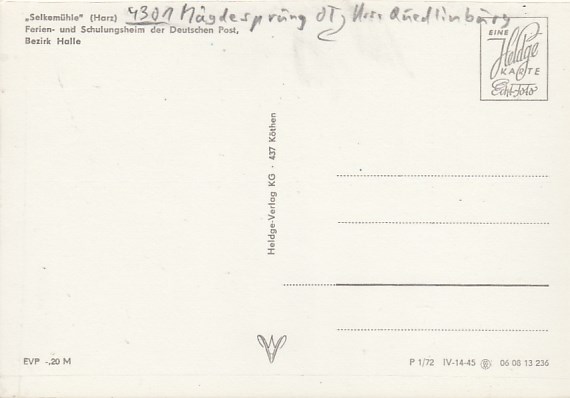 „Selkemühle" (Harz) 4301 Mägdesprung OT, Krs. Quedlinburg
Ferien- und Schulungsheim der Deutschen Post,
Bezirk Halle
EINE
Heldge
KARTE
Echt-Foto
Heldge-Verlag KG · 437 Köthen
EVP -.20 M
P 1/72 IV-14-45 06 08 13 236